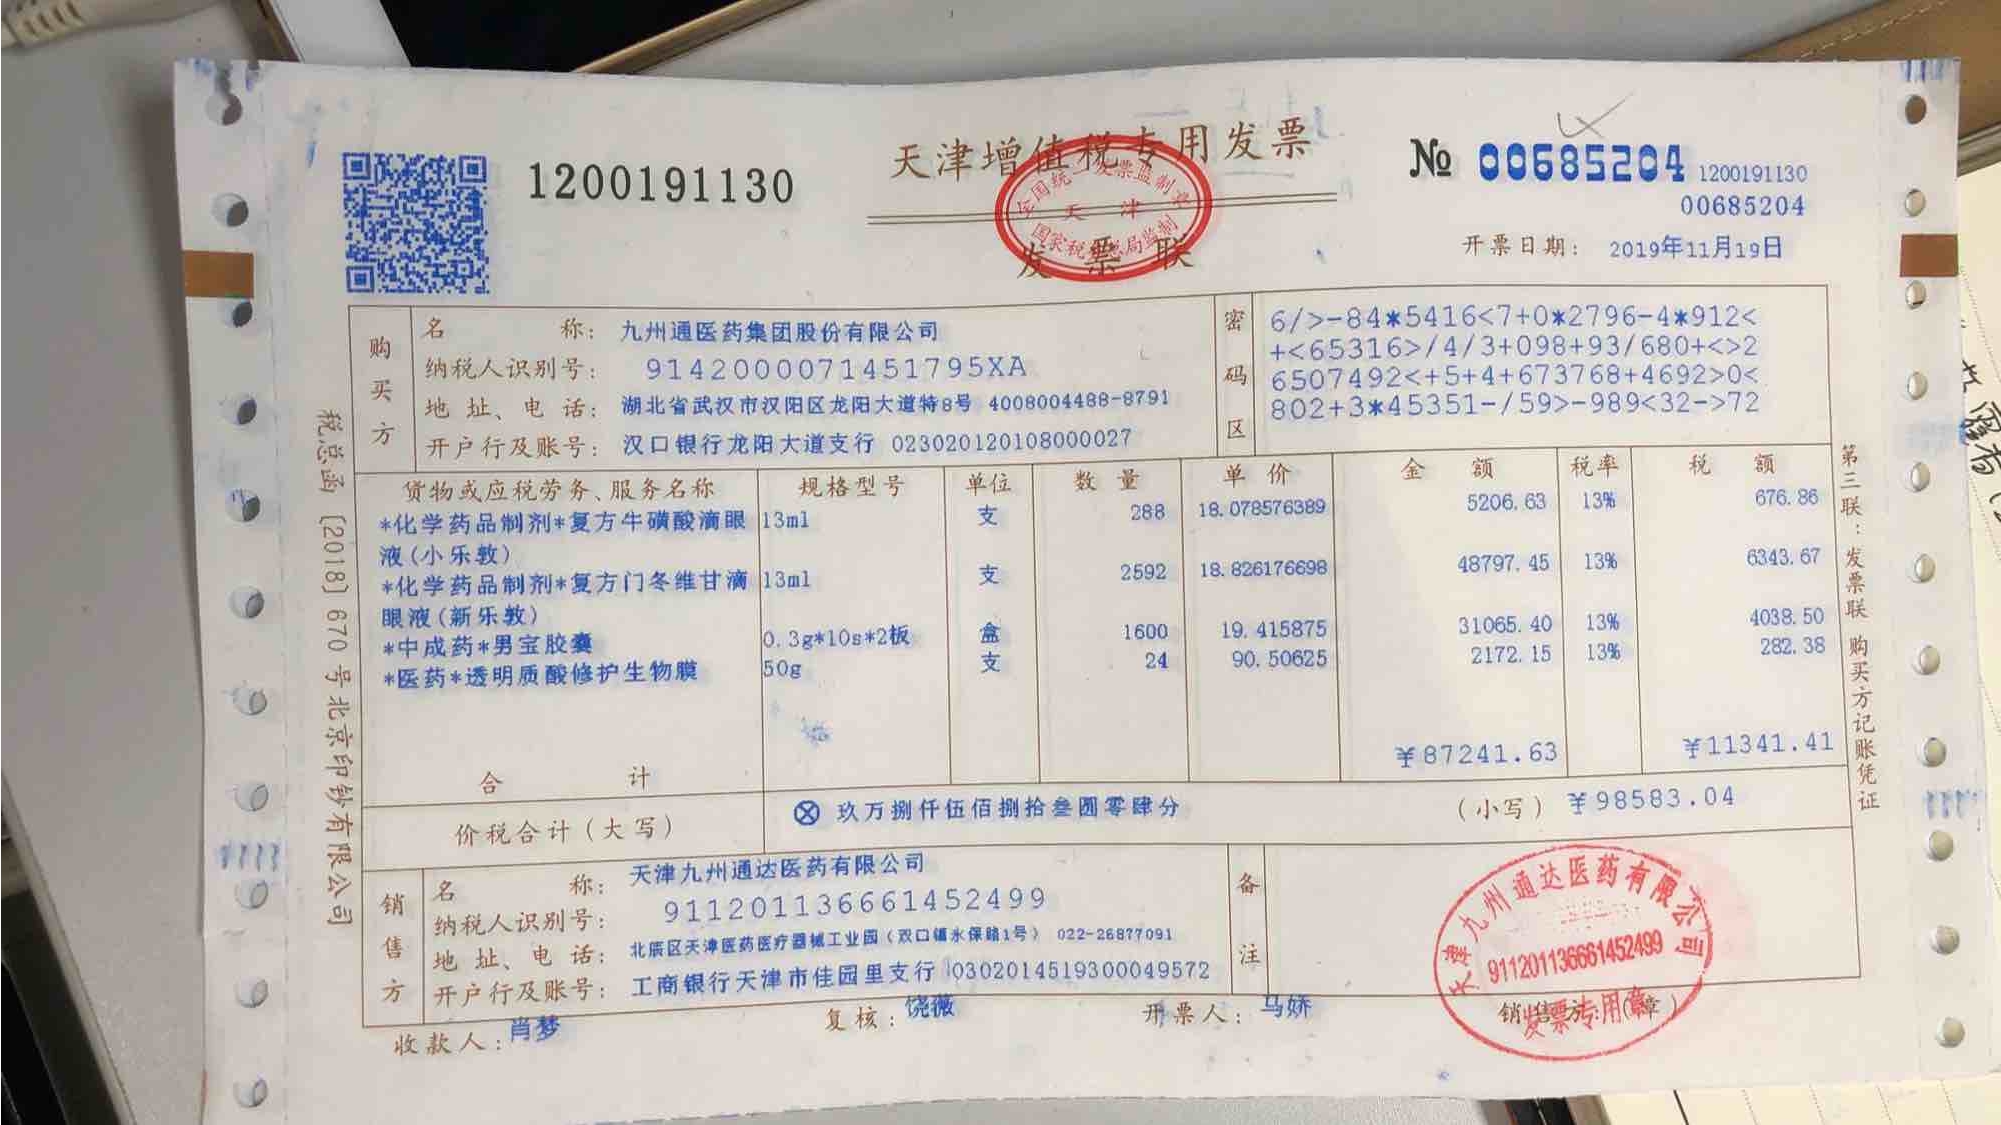 天津增值税专用发票
发票联
全国统一发票监制章
天津
国家税务总局监制
1200191130
№ 00685204
1200191130
00685204
开票日期: 2019年11月19日
购买方
名 称: 九州通医药集团股份有限公司
纳税人识别号: 91420000071451795XA
地 址、电 话: 湖北省武汉市汉阳区龙阳大道特8号 4008004488-8791
开户行及账号: 汉口银行龙阳大道支行 023020120108000027
密码区
6/>-84*5416<7+0*2796-4*912<
+<65316>/4/3+098+93/680+<>2
6507492<+5+4+673768+4692>0<
802+3*45351-/59>-989<32->72
货物或应税劳务、服务名称 规格型号 单位 数量 单价 金额 税率 税额
*化学药品制剂*复方牛磺酸滴眼 13ml 支 288 18.078576389 5206.63 13% 676.86
液(小乐敦)
*化学药品制剂*复方门冬维甘滴 13ml 支 2592 18.826176698 48797.45 13% 6343.67
眼液(新乐敦)
*中成药*男宝胶囊 0.3g*10s*2板 盒 1600 19.415875 31065.40 13% 4038.50
*医药*透明质酸修护生物膜 50g 支 24 90.50625 2172.15 13% 282.38
合 计 ¥87241.63 ¥11341.41
价税合计(大写) ⊗ 玖万捌仟伍佰捌拾叁圆零肆分 (小写) ¥98583.04
销售方
名 称: 天津九州通达医药有限公司
纳税人识别号: 911201136661452499
地 址、电 话: 北辰区天津医药医疗器械工业园(双口镇永保路1号) 022-26877091
开户行及账号: 工商银行天津市佳园里支行 0302014519300049572
备注
收款人: 肖梦 复核: 饶薇 开票人: 马娇 销售方:(章)
天津九州通达医药有限公司
911201136661452499
发票专用章
税总函〔2018〕670号北京印钞有限公司
第三联:发票联 购买方记账凭证